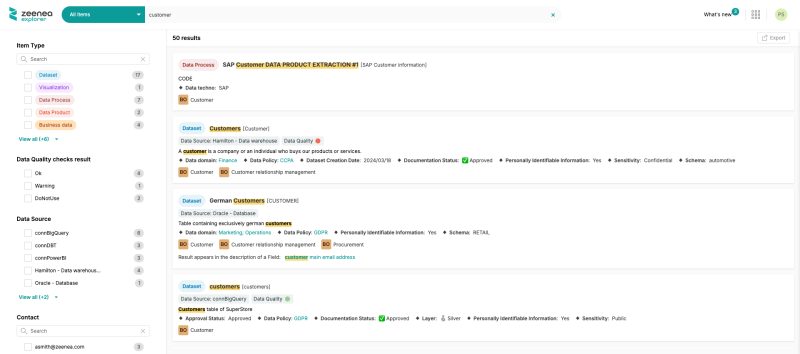 zeenea
explorer
All items
customer
What's new
PS
Item Type
Search
Dataset 17
Visualization 1
Data Process 7
Data Product 2
Business data 4
View all (+6)
Data Quality checks result
Ok 4
Warning 1
DoNotUse 2
Data Source
connBigQuery 6
connDBT 3
connPowerBI 3
Hamilton - Data warehous... 4
Oracle - Database 1
View all (+2)
Contact
Search
asmith@zeenea.com 3
50 results
Export
Data Process SAP Customer DATA PRODUCT EXTRACTION #1 [SAP Customer information]
CODE
Data techno: SAP
BO Customer
Dataset Customers [Customer]
Data Source: Hamilton - Data warehouse Data Quality
A customer is a company or an individual who buys our products or services.
Data domain: Finance Data Policy: CCPA Dataset Creation Date: 2024/03/18 Documentation Status: Approved Personally Identifiable Information: Yes Sensitivity: Confidential Schema: automotive
BO Customer BO Customer relationship management
Dataset German Customers [CUSTOMER]
Data Source: Oracle - Database
Table containing exclusively german customers
Data domain: Marketing, Operations Data Policy: GDPR Personally Identifiable Information: Yes Schema: RETAIL
BO Customer BO Customer relationship management BO Procurement
Result appears in the description of a Field: customer main email address
Dataset customers [customers]
Data Source: connBigQuery Data Quality
Customers table of SuperStore
Approval Status: Approved Data Policy: GDPR Documentation Status: Approved Layer: Silver Personally Identifiable Information: Yes Sensitivity: Public
BO Customer